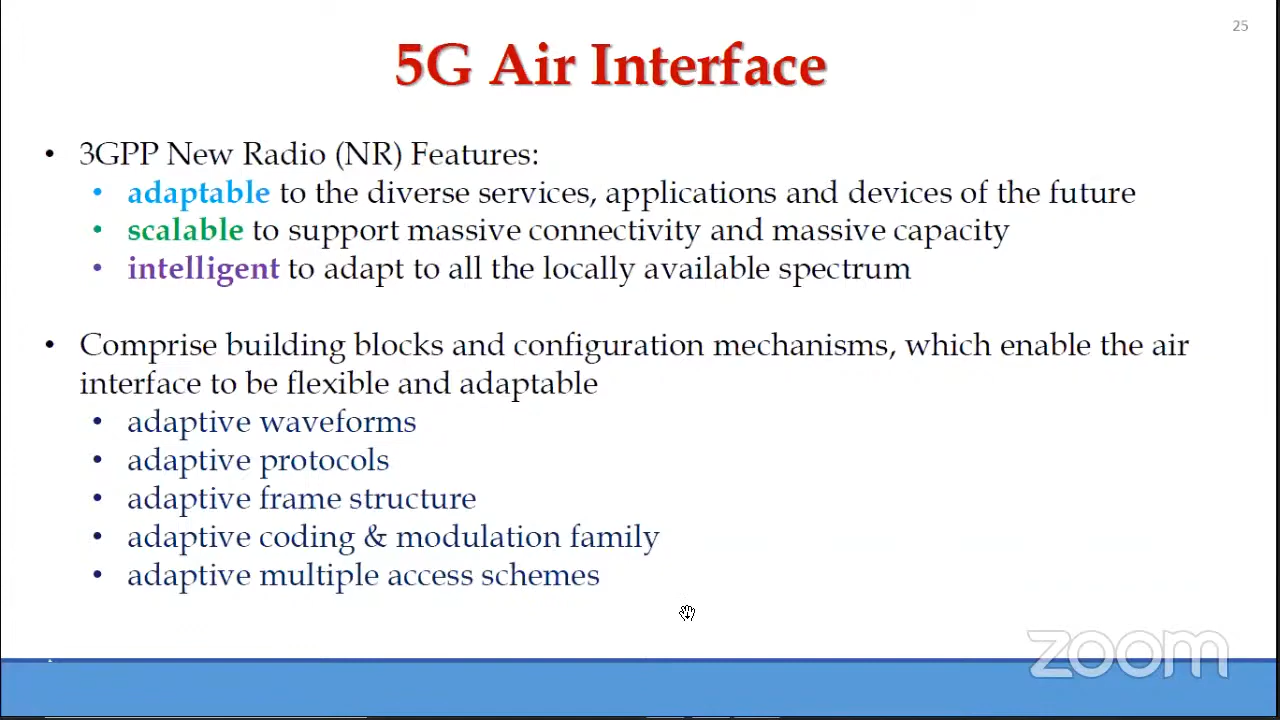 25
5G Air Interface
• 3GPP New Radio (NR) Features:
• adaptable to the diverse services, applications and devices of the future
• scalable to support massive connectivity and massive capacity
• intelligent to adapt to all the locally available spectrum
• Comprise building blocks and configuration mechanisms, which enable the air
interface to be flexible and adaptable
• adaptive waveforms
• adaptive protocols
• adaptive frame structure
• adaptive coding & modulation family
• adaptive multiple access schemes
zoom